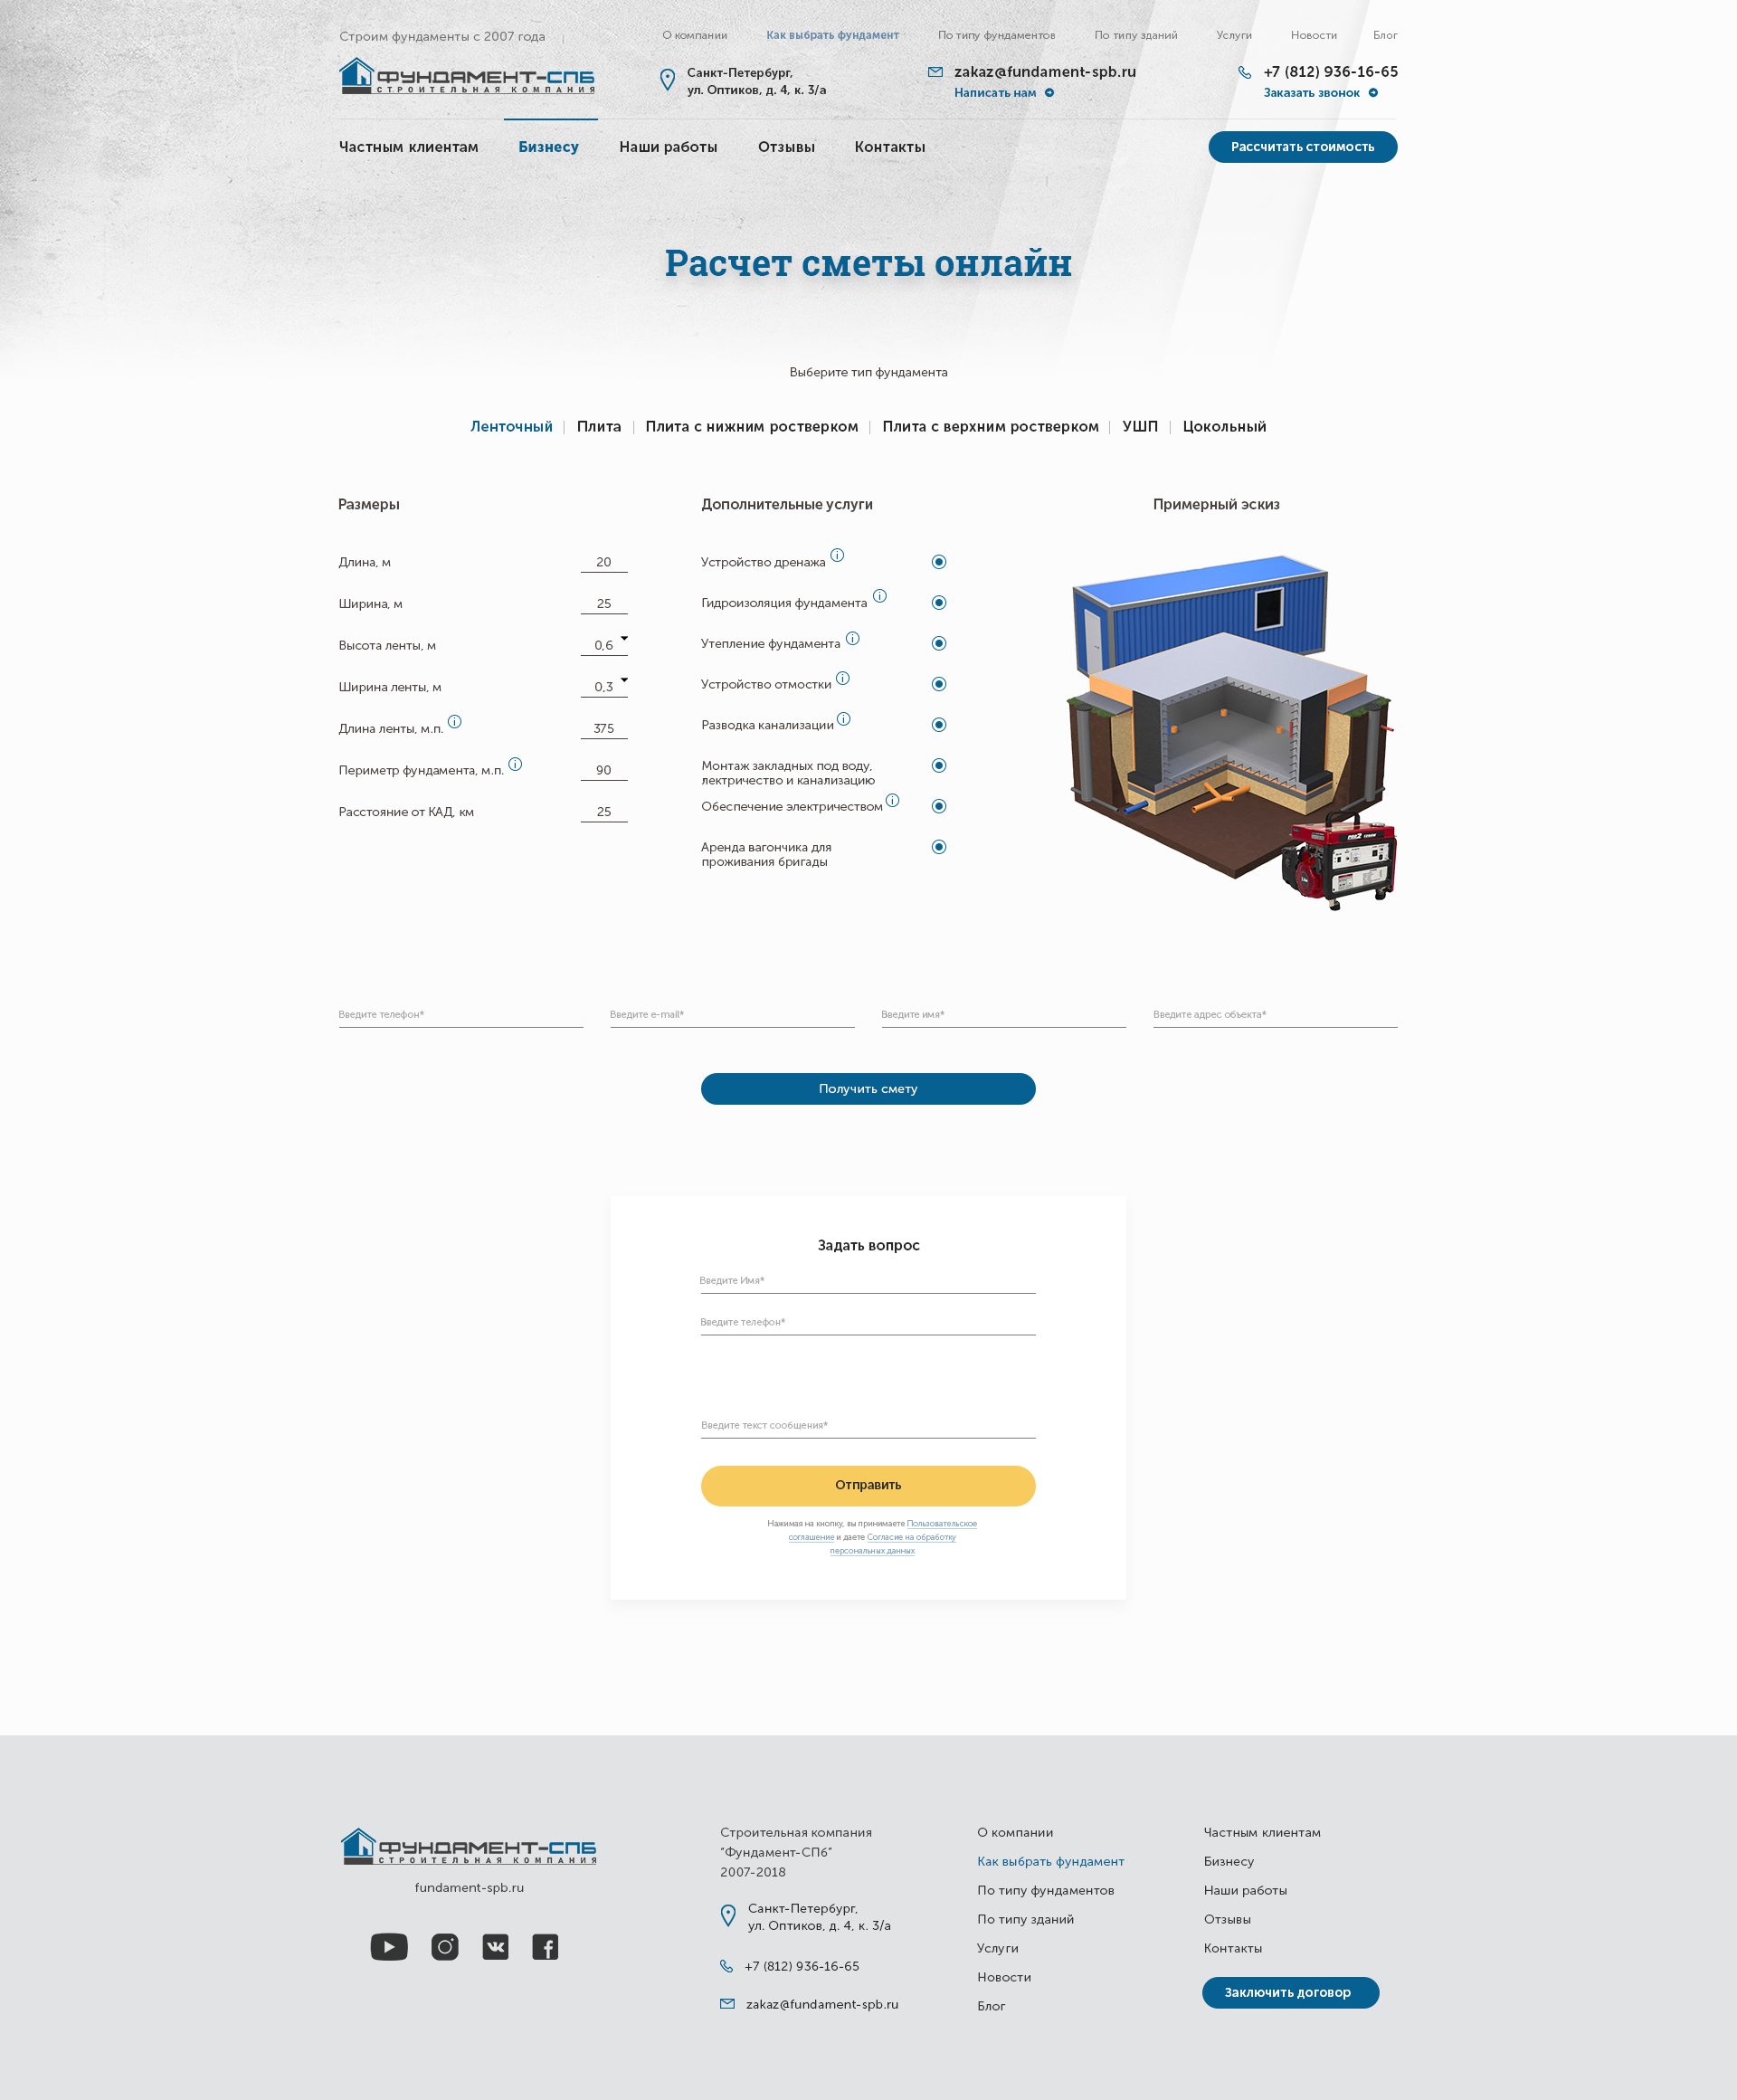 Строим фундаменты с 2007 года
О компании
Как выбрать фундамент
По типу фундаментов
По типу зданий
Услуги
Новости
Блог
ФУНДАМЕНТ-СПБ
СТРОИТЕЛЬНАЯ КОМПАНИЯ
Санкт-Петербург,
ул. Оптиков, д. 4, к. 3/а
zakaz@fundament-spb.ru
Написать нам
+7 (812) 936-16-65
Заказать звонок
Частным клиентам
Бизнесу
Наши работы
Отзывы
Контакты
Рассчитать стоимость
Расчет сметы онлайн
Выберите тип фундамента
Ленточный
Плита
Плита с нижним ростверком
Плита с верхним ростверком
УШП
Цокольный
Размеры
Длина, м 20
Ширина, м 25
Высота ленты, м 0,6
Ширина ленты, м 0,3
Длина ленты, м.п. 375
Периметр фундамента, м.п. 90
Расстояние от КАД, км 25
Дополнительные услуги
Устройство дренажа
Гидроизоляция фундамента
Утепление фундамента
Устройство отмостки
Разводка канализации
Монтаж закладных под воду,
лектричество и канализацию
Обеспечение электричеством
Аренда вагончика для
проживания бригады
Примерный эскиз
Введите телефон*
Введите e-mail*
Введите имя*
Введите адрес объекта*
Получить смету
Задать вопрос
Введите Имя*
Введите телефон*
Введите текст сообщения*
Отправить
Нажимая на кнопку, вы принимаете Пользовательское
соглашение и даете Согласие на обработку
персональных данных
ФУНДАМЕНТ-СПБ
СТРОИТЕЛЬНАЯ КОМПАНИЯ
fundament-spb.ru
Строительная компания
“Фундамент-СПб”
2007-2018
Санкт-Петербург,
ул. Оптиков, д. 4, к. 3/а
+7 (812) 936-16-65
zakaz@fundament-spb.ru
О компании
Как выбрать фундамент
По типу фундаментов
По типу зданий
Услуги
Новости
Блог
Частным клиентам
Бизнесу
Наши работы
Отзывы
Контакты
Заключить договор